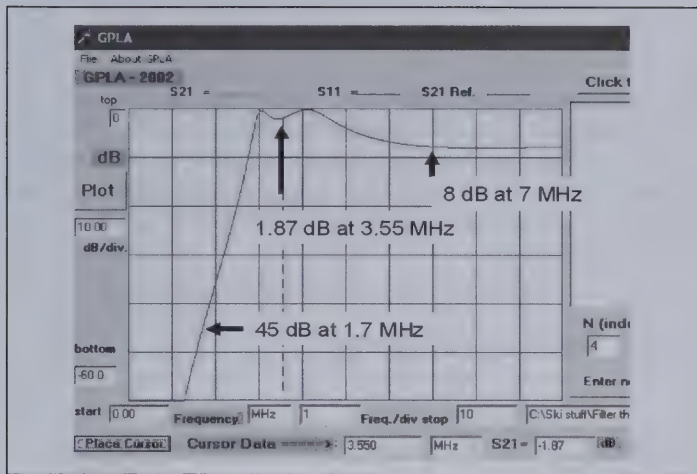 GPLA
File About GPLA
GPLA - 2002
Click t
S21 = S11 = S21 Ref.
top
0
dB
Plot
8 dB at 7 MHz
1.87 dB at 3.55 MHz
10.00
dB/div.
45 dB at 1.7 MHz
N (indu
4
bottom
-60.0
Enter n
start 0.00 Frequency MHz 1 Freq./div stop 10 C:\Ski stuff\Filter th
Place Cursor Cursor Data =====>: 3.550 MHz S21= -1.87 dB